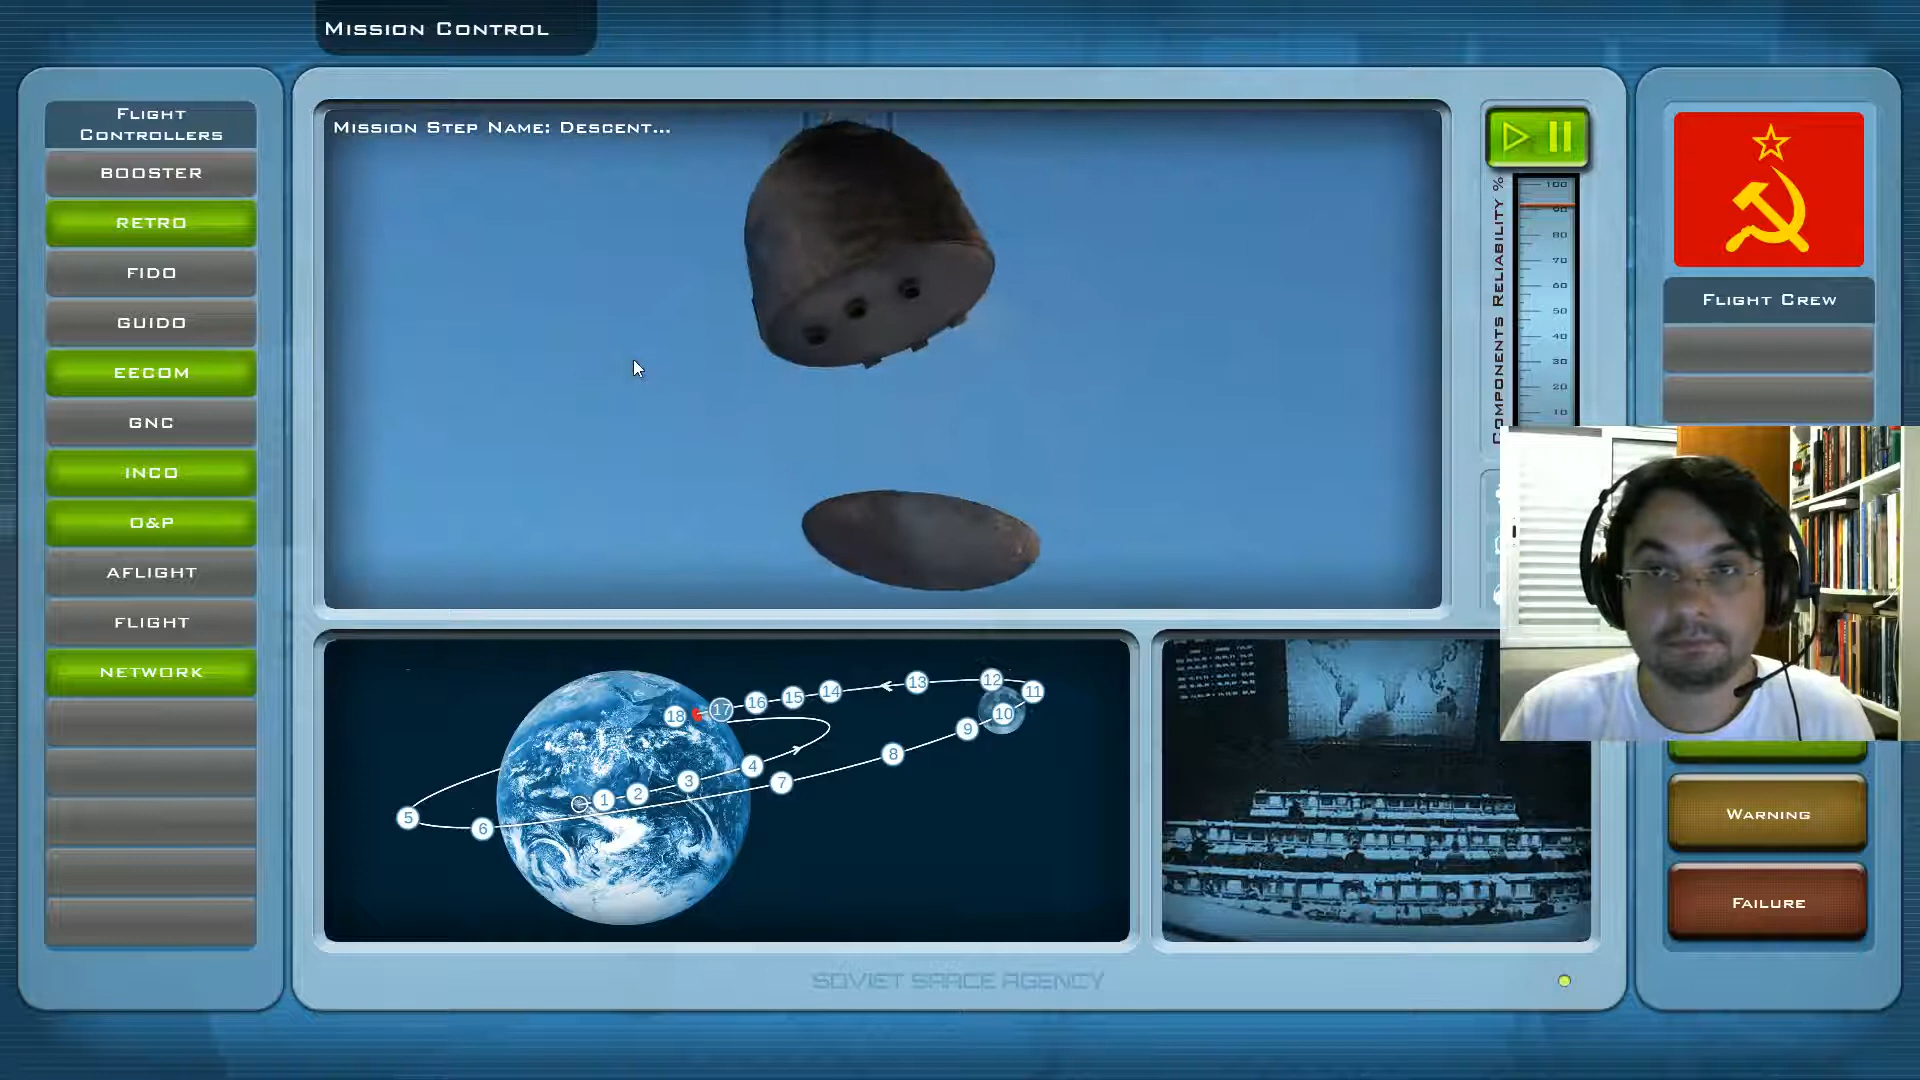 Mission Control
Flight
Controllers
BOOSTER
RETRO
FIDO
GUIDO
EECOM
GNC
INCO
O&P
AFLIGHT
FLIGHT
NETWORK
Mission Step Name: Descent...
Components Reliability %
100
90
80
70
60
50
40
30
20
10
Flight Crew
1
2
3
4
5
6
7
8
9
10
11
12
13
14
15
16
17
18
Warning
Failure
SOVIET SPACE AGENCY